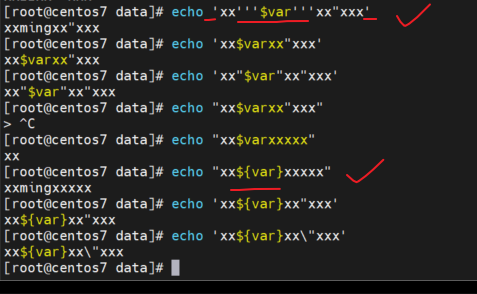 [root@centos7 data]# echo 'xx'''$var'''xx"xxx'
xxmingxx"xxx
[root@centos7 data]# echo 'xx$varxx"xxx'
xx$varxx"xxx
[root@centos7 data]# echo 'xx"$var"xx"xxx'
xx"$var"xx"xxx
[root@centos7 data]# echo "xx$varxx"xxx"
> ^C
[root@centos7 data]# echo "xx$varxxxxx"
xx
[root@centos7 data]# echo "xx${var}xxxxx"
xxmingxxxxx
[root@centos7 data]# echo 'xx${var}xx"xxx'
xx${var}xx"xxx
[root@centos7 data]# echo 'xx${var}xx\"xxx'
xx${var}xx\"xxx
[root@centos7 data]#